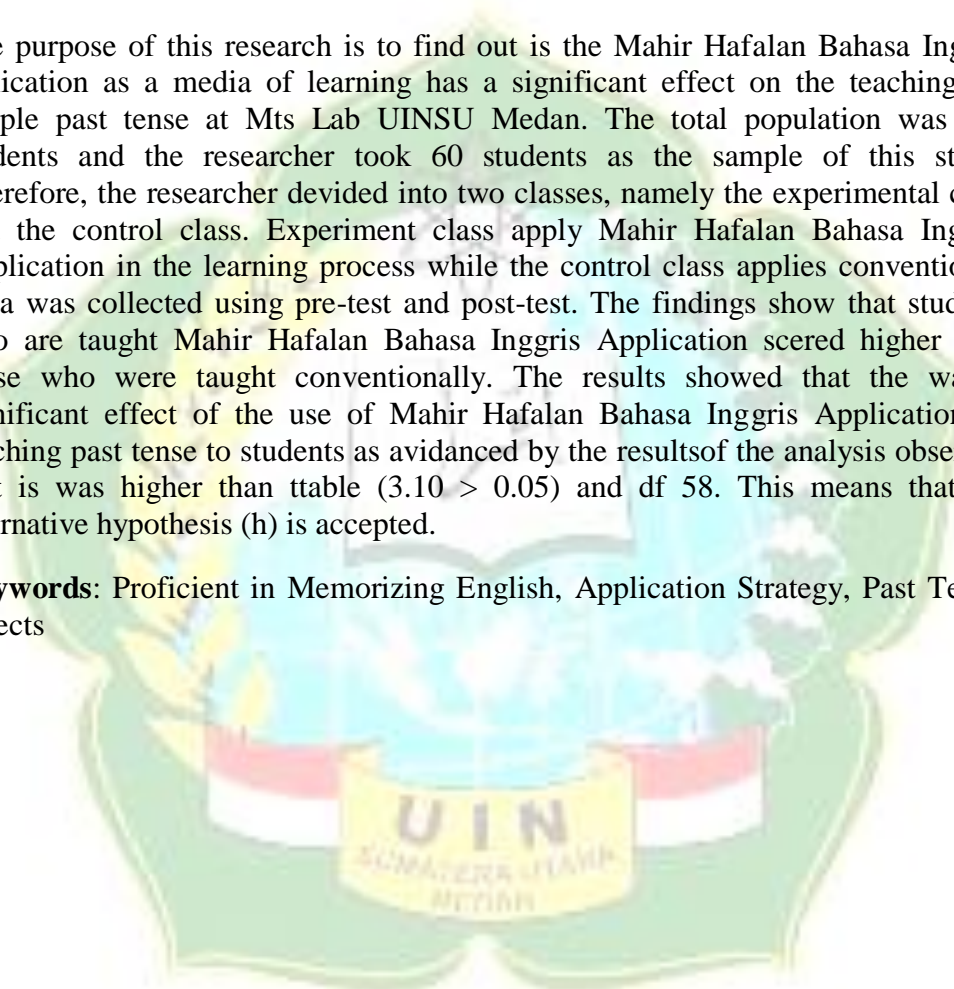 e purpose of this research is to find out is the Mahir Hafalan Bahasa Ing
lication as a media of learning has a significant effect on the teaching
ple past tense at Mts Lab UINSU Medan. The total population was
dents and the researcher took 60 students as the sample of this st
erefore, the researcher devided into two classes, namely the experimental c
the control class. Experiment class apply Mahir Hafalan Bahasa Ing
plication in the learning process while the control class applies conventio
a was collected using pre-test and post-test. The findings show that stud
o are taught Mahir Hafalan Bahasa Inggris Application scered higher
se who were taught conventionally. The results showed that the wa
nificant effect of the use of Mahir Hafalan Bahasa Inggris Application
ching past tense to students as avidanced by the resultsof the analysis obse
t is was higher than ttable (3.10 > 0.05) and df 58. This means that
rnative hypothesis (h) is accepted.
ywords: Proficient in Memorizing English, Application Strategy, Past Te
ects
UIN
SUMATERA UTARA
MEDAN